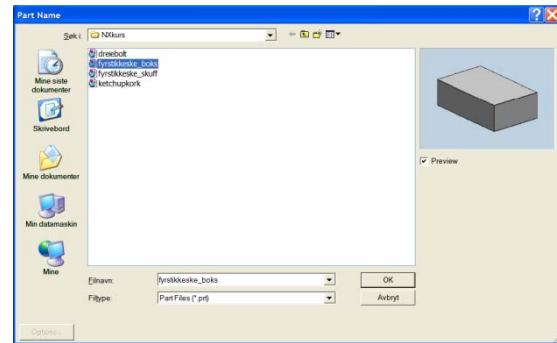 Part Name
Søk i:
NXkurs
dreiebolt
fyrstikkeske_boks
fyrstikkeske_skuff
ketchupkork
Mine siste
dokumenter
Skrivebord
Mine dokumenter
Min datamaskin
Mine
Preview
Filnavn:
fyrstikkeske_boks
OK
Filtype:
Part Files (*.prt)
Avbryt
Options...